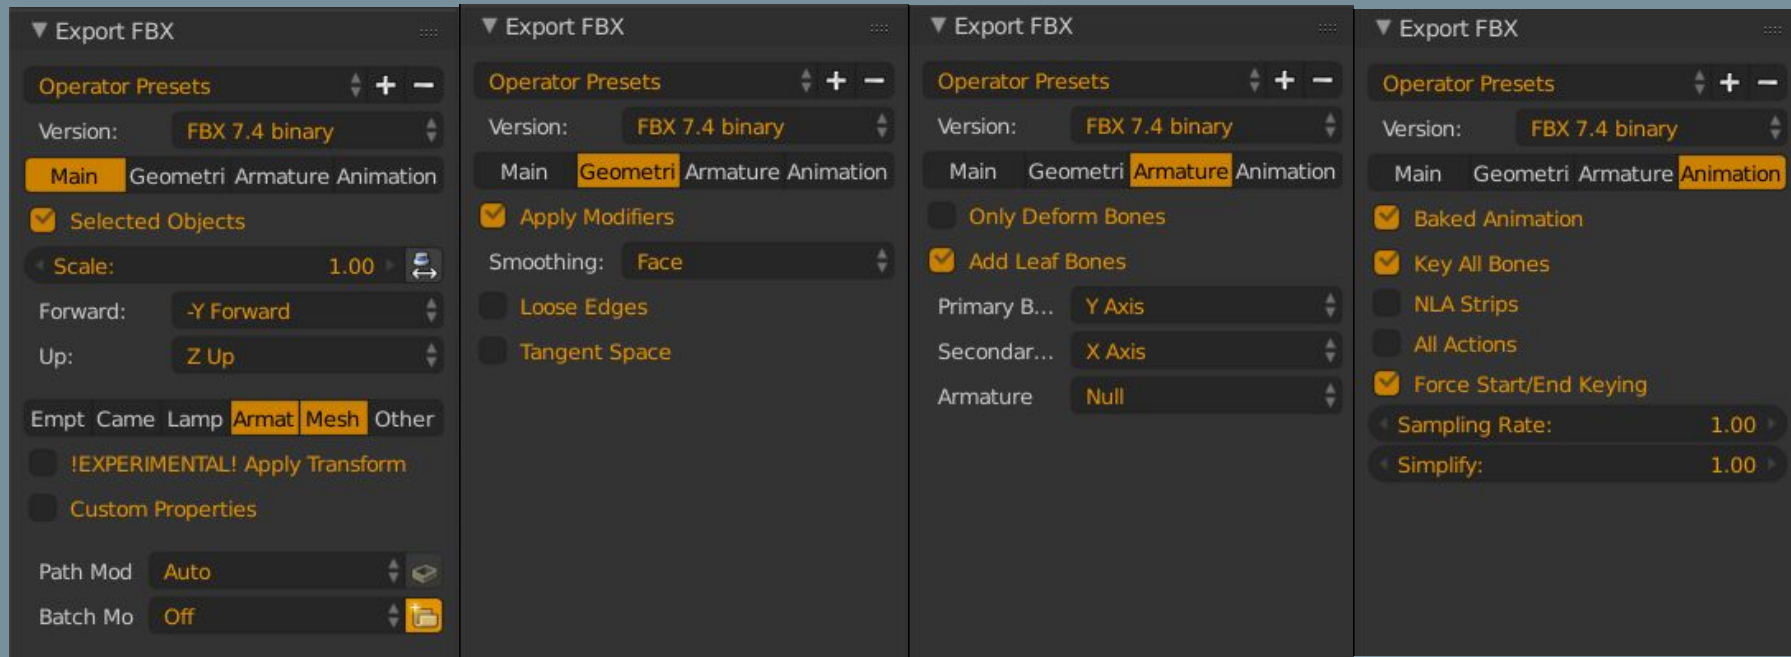 Export FBX
Operator Presets
Version: FBX 7.4 binary
Main Geometri Armature Animation
Selected Objects
Scale: 1.00
Forward: -Y Forward
Up: Z Up
Empt Came Lamp Armat Mesh Other
!EXPERIMENTAL! Apply Transform
Custom Properties
Path Mod Auto
Batch Mo Off
Export FBX
Operator Presets
Version: FBX 7.4 binary
Main Geometri Armature Animation
Apply Modifiers
Smoothing: Face
Loose Edges
Tangent Space
Export FBX
Operator Presets
Version: FBX 7.4 binary
Main Geometri Armature Animation
Only Deform Bones
Add Leaf Bones
Primary B... Y Axis
Secondar... X Axis
Armature Null
Export FBX
Operator Presets
Version: FBX 7.4 binary
Main Geometri Armature Animation
Baked Animation
Key All Bones
NLA Strips
All Actions
Force Start/End Keying
Sampling Rate: 1.00
Simplify: 1.00